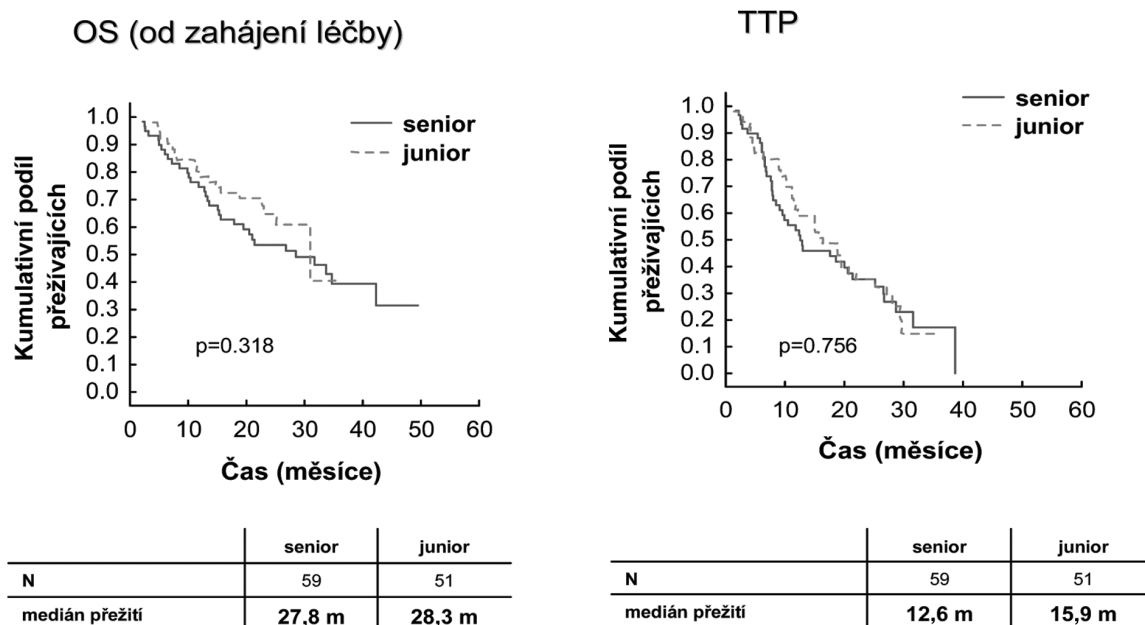 OS (od zahájení léčby)
senior
junior
Kumulativní podíl
přežívajících
1.0
0.9
0.8
0.7
0.6
0.5
0.4
0.3
0.2
0.1
0.0
p=0.318
0 10 20 30 40 50 60
Čas (měsíce)
senior junior
N 59 51
medián přežití 27,8 m 28,3 m
TTP
senior
junior
Kumulativní podíl
přežívajících
1.0
0.9
0.8
0.7
0.6
0.5
0.4
0.3
0.2
0.1
0.0
p=0.756
0 10 20 30 40 50 60
Čas (měsíce)
senior junior
N 59 51
medián přežití 12,6 m 15,9 m